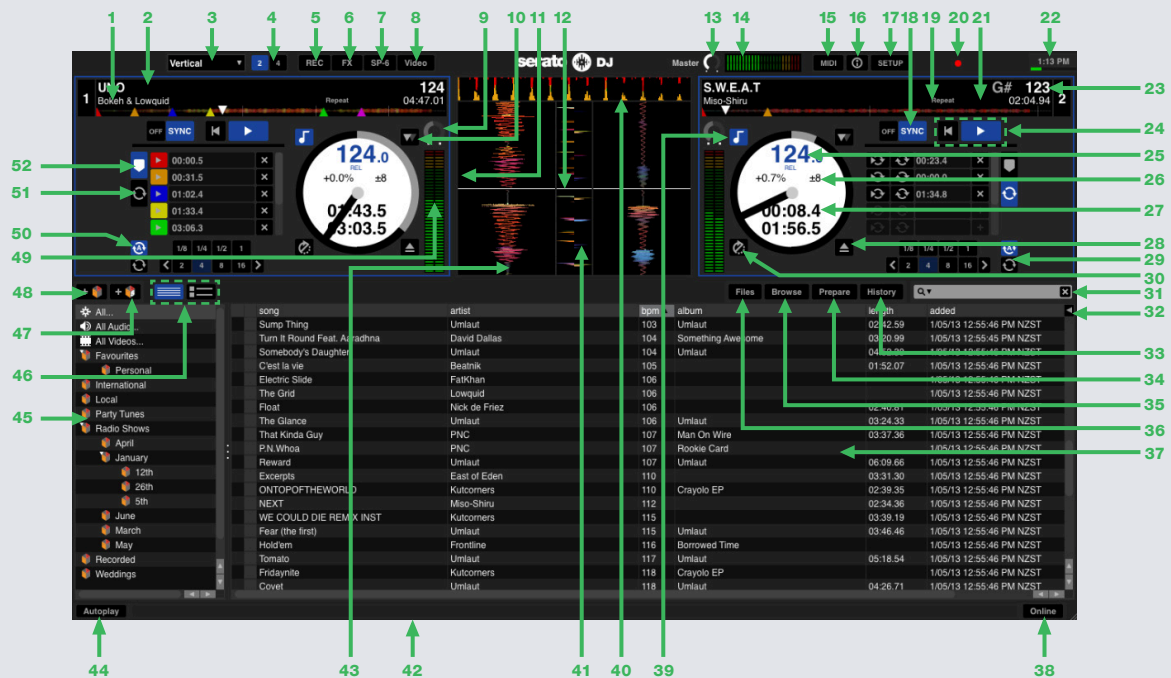 1 2 3 4 5 6 7 8 9 10 11 12 13 14 15 16 17 18 19 20 21 22
Vertical 2 4 REC FX SP-6 Video serato DJ Master MIDI SETUP 1:13 PM
1 UNO 124
Bokeh & Lowquid Repeat 04:47.01
S.W.E.A.T G# 123
Miso-Shiru Repeat 02:04.94 2
23
OFF SYNC
OFF SYNC
24
124.0
REL
+0.0% ±8
01:43.5
03:03.5
124.0
REL
+0.7% ±8
00:08.4
01:56.5
25
26
27
28
29
30
31
32
33
34
35
36
37
52
51
50
49
48
47
46
45
00:00.5
00:31.5
01:02.4
01:33.4
03:06.3
1/8 1/4 1/2 1
2 4 8 16
00:23.4
00:00.0
01:34.8
1/8 1/4 1/2 1
2 4 8 16
Files Browse Prepare History
All...
All Audio...
All Videos...
Favourites
Personal
International
Local
Party Tunes
Radio Shows
April
January
12th
26th
5th
June
March
May
Recorded
Weddings
song artist bpm album length added
Sump Thing Umlaut 103 Umlaut 02:42.59 1/05/13 12:55:46 PM NZST
Turn It Round Feat. Aaradhna David Dallas 104 Something Awesome 03:20.99 1/05/13 12:55:45 PM NZST
Somebody's Daughter Umlaut 104 Umlaut
C'est la vie Beatnik 105 01:52.07 1/05/13 12:55:46 PM NZST
Electric Slide FatKhan 106 1/05/13 12:55:46 PM NZST
The Grid Lowquid 106 1/05/13 12:55:46 PM NZST
Float Nick de Friez 106 02:40.81 1/05/13 12:55:46 PM NZST
The Glance Umlaut 106 Umlaut 03:24.33 1/05/13 12:55:46 PM NZST
That Kinda Guy PNC 107 Man On Wire 03:37.36 1/05/13 12:55:46 PM NZST
P.N.Whoa PNC 107 Rookie Card 1/05/13 12:55:46 PM NZST
Reward Umlaut 107 Umlaut 06:09.66 1/05/13 12:55:46 PM NZST
Excerpts East of Eden 110 03:31.30 1/05/13 12:55:46 PM NZST
ONTOPOFTHEWORLD Kutcorners 110 Crayolo EP 02:39.35 1/05/13 12:55:46 PM NZST
NEXT Miso-Shiru 112 02:34.36 1/05/13 12:55:46 PM NZST
WE COULD DIE REMIX INST Kutcorners 115 03:39.19 1/05/13 12:55:46 PM NZST
Fear (the first) Umlaut 115 Umlaut 03:46.46 1/05/13 12:55:46 PM NZST
Hold'em Frontline 116 Borrowed Time 1/05/13 12:55:46 PM NZST
Tomato Umlaut 117 Umlaut 05:18.54 1/05/13 12:55:46 PM NZST
Fridaynite Kutcorners 118 Crayolo EP 1/05/13 12:55:46 PM NZST
Covet Umlaut 118 Umlaut 04:26.71 1/05/13 12:55:46 PM NZST
Autoplay Online
44 43 42 41 40 39 38